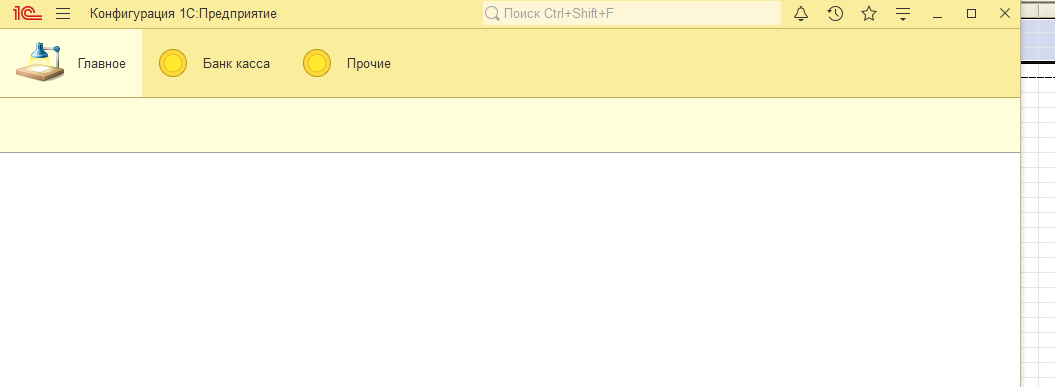 1С Конфигурация 1С:Предприятие Поиск Ctrl+Shift+F
Главное Банк касса Прочие